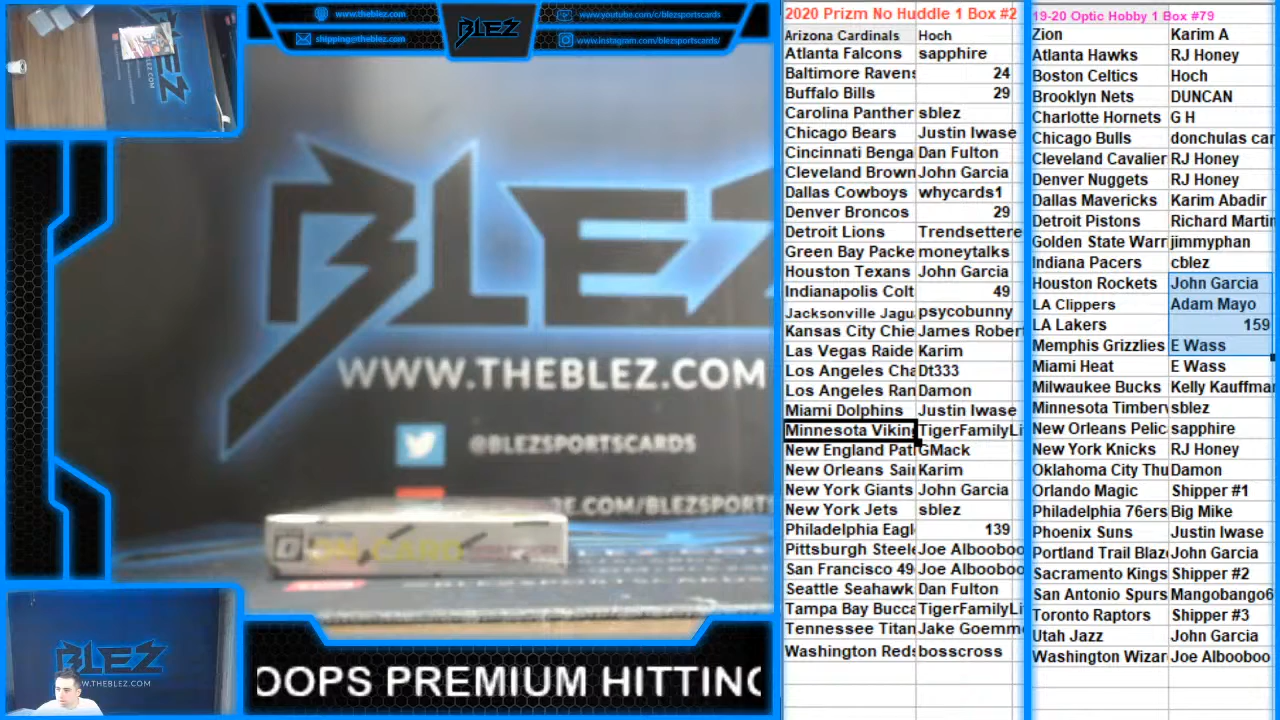 www.theblez.com
shipping@theblez.com
BLEZ
www.youtube.com/c/blezsportscards
www.instagram.com/blezsportscards/
BLEZ
WWW.THEBLEZ.COM
@BLEZSPORTSCARDS
BE.COM/BLEZSPORTS
ON CARD
BLEZ
WW.THEBLEZ.COM
OOPS PREMIUM HITTING
2020 Prizm No Huddle 1 Box #2
Arizona Cardinals Hoch
Atlanta Falcons sapphire
Baltimore Ravens 24
Buffalo Bills 29
Carolina Panther sblez
Chicago Bears Justin Iwase
Cincinnati Benga Dan Fulton
Cleveland Brown John Garcia
Dallas Cowboys whycards1
Denver Broncos 29
Detroit Lions Trendsettere
Green Bay Packe moneytalks
Houston Texans John Garcia
Indianapolis Colt 49
Jacksonville Jagu psycobunny
Kansas City Chie James Robert
Las Vegas Raide Karim
Los Angeles Cha Dt333
Los Angeles Ran Damon
Miami Dolphins Justin Iwase
Minnesota Viking TigerFamilyLi
New England Pat GMack
New Orleans Sai Karim
New York Giants John Garcia
New York Jets sblez
Philadelphia Eagl 139
Pittsburgh Steele Joe Albooboo
San Francisco 49 Joe Albooboo
Seattle Seahawk Dan Fulton
Tampa Bay Bucca TigerFamilyLi
Tennessee Titan Jake Goemm
Washington Reds bosscross
19-20 Optic Hobby 1 Box #79
Zion Karim A
Atlanta Hawks RJ Honey
Boston Celtics Hoch
Brooklyn Nets DUNCAN
Charlotte Hornets G H
Chicago Bulls donchulas car
Cleveland Cavalier RJ Honey
Denver Nuggets RJ Honey
Dallas Mavericks Karim Abadir
Detroit Pistons Richard Martin
Golden State Warr jimmyphan
Indiana Pacers cblez
Houston Rockets John Garcia
LA Clippers Adam Mayo
LA Lakers 159
Memphis Grizzlies E Wass
Miami Heat E Wass
Milwaukee Bucks Kelly Kauffma
Minnesota Timberv sblez
New Orleans Pelic sapphire
New York Knicks RJ Honey
Oklahoma City Thu Damon
Orlando Magic Shipper #1
Philadelphia 76ers Big Mike
Phoenix Suns Justin Iwase
Portland Trail Blaz John Garcia
Sacramento Kings Shipper #2
San Antonio Spurs Mangobango6
Toronto Raptors Shipper #3
Utah Jazz John Garcia
Washington Wizar Joe Albooboo